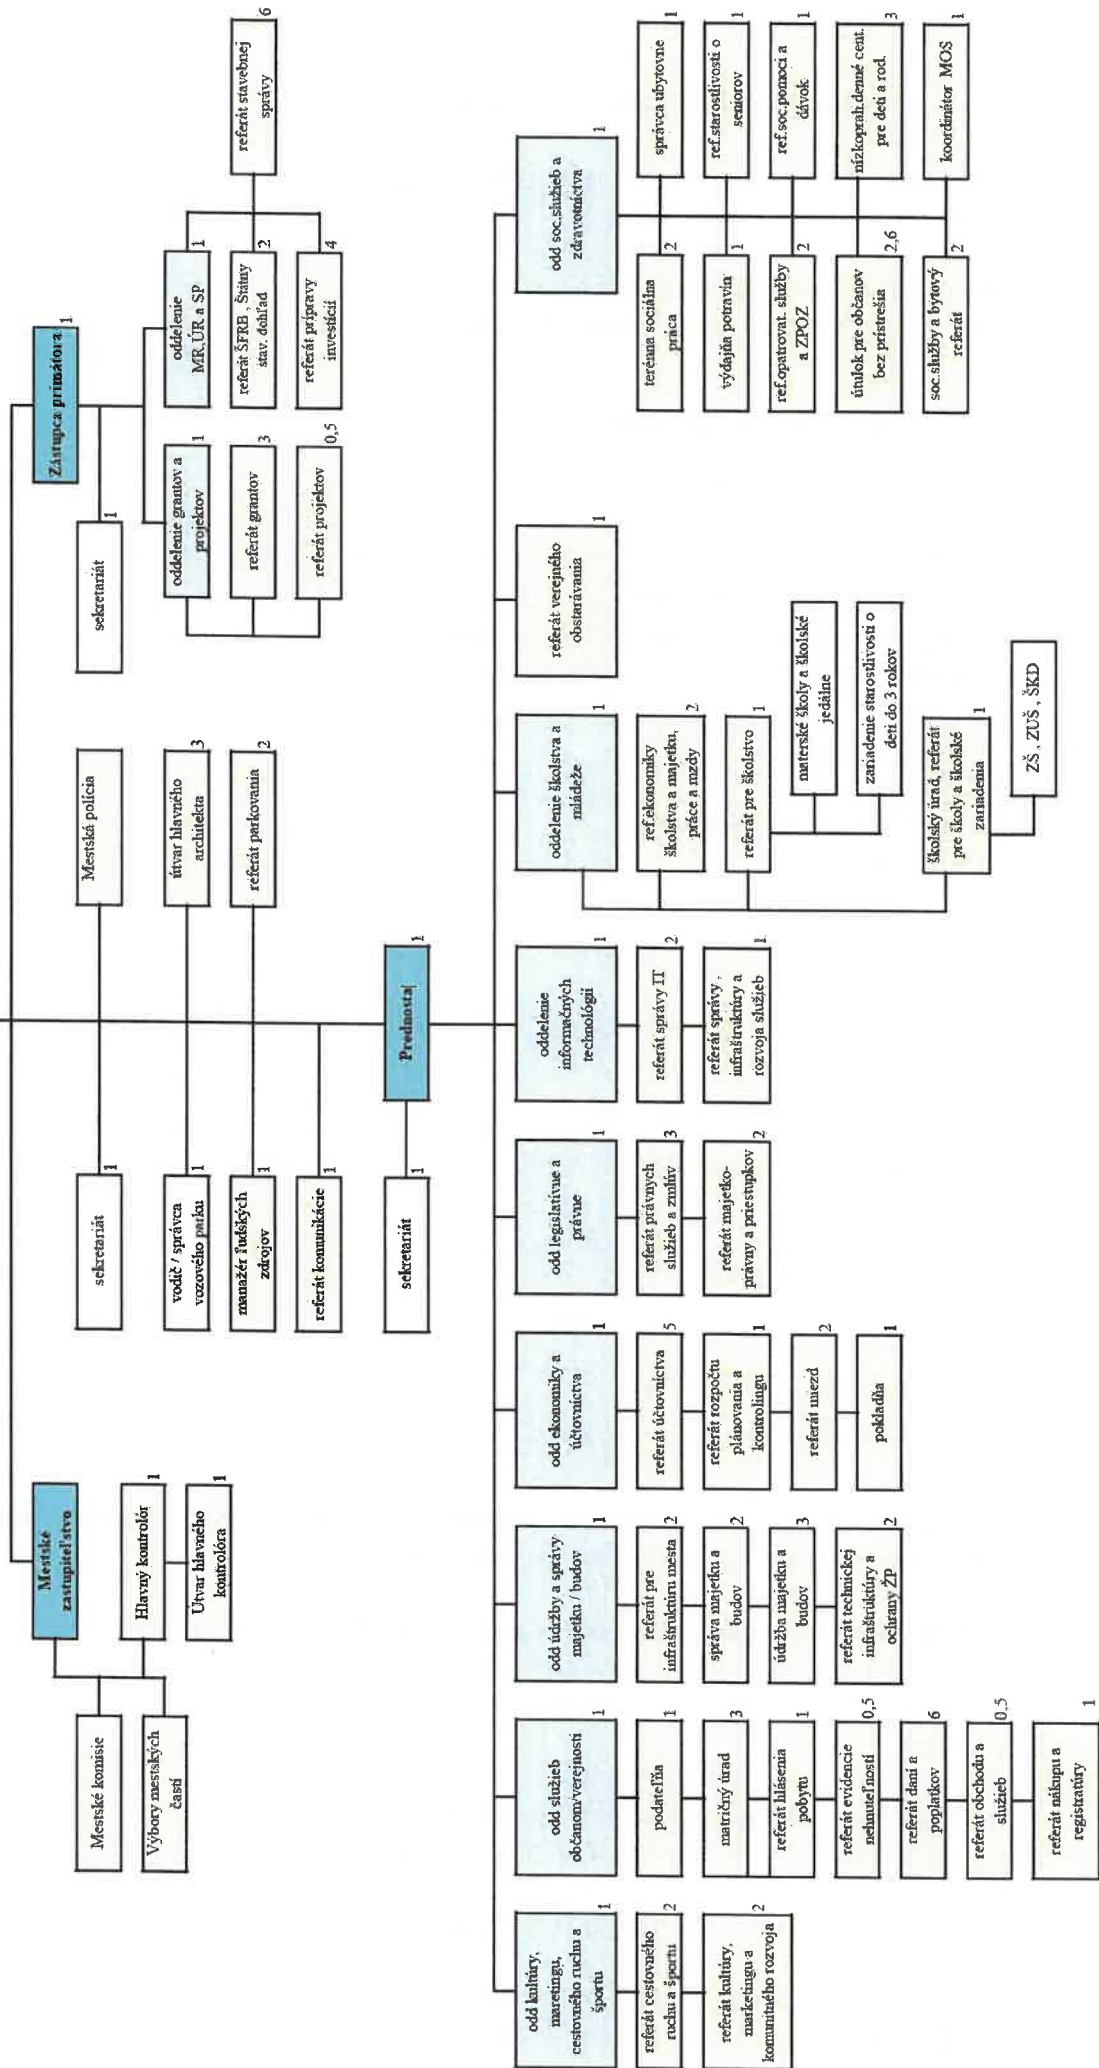 Mestské
zastupiteľstvo
Mestské komisie
Výbory mestských
častí
Hlavný kontrolór
1
Útvar hlavného
kontrolóra
1
sekretariát
1
Mestská polícia
vodič / správca
vozového parku
1
útvar hlavného
architekta
3
manažér ľudských
zdrojov
1
referát parkovania
2
referát komunikácie
1
Zástupca primátora
1
sekretariát
1
oddelenie grantov a
projektov
1
referát grantov
3
referát projektov
0,5
oddelenie
MR,ÚR a SP
1
referát ŠFRB , Štátny
stav. dohľad
2
referát prípravy
investícií
4
referát stavebnej
správy
6
Prednosta
1
sekretariát
1
odd kultúry,
maretingu,
cestovného ruchu a
športu
1
referát cestovného
ruchu a športu
2
referát kultúry,
marketingu a
komunitného rozvoja
2
odd služieb
občanom/verejnosti
1
podateľňa
1
matričný úrad
3
referát hlásenia
pobytu
1
referát evidencie
nehnuteľností
0,5
referát daní a
poplatkov
6
referát obchodu a
služieb
0,5
referát nákupu a
registratúry
1
odd údržby a správy
majetku / budov
1
referát pre
infraštruktúru mesta
2
správa majetku a
budov
2
údržba majetku a
budov
3
referát technickej
infraštruktúry a
ochrany ŽP
2
odd ekonomiky a
účtovníctva
1
referát účtovníctva
5
referát rozpočtu
plánovania a
kontrolingu
1
referát miezd
2
pokladňa
1
odd legislatívne a
právne
1
referát právnych
služieb a zmlúv
3
referát majetko-
právny a priestupkov
2
oddelenie
informačných
technológií
1
referát správy IT
2
referát správy ,
infraštruktúry a
rozvoja služieb
1
oddelenie školstva a
mládeže
1
ref.ekonomiky
školstva a majetku,
práce a mzdy
2
referát pre školstvo
1
materské školy a školské
jedálne
zariadenie starostlivosti o
deti do 3 rokov
školský úrad, referát
pre školy a školské
zariadenia
1
ZŠ , ZUŠ , ŠKD
referát verejného
obstarávania
1
odd soc.služieb a
zdravotníctva
1
terénna sociálna
práca
2
správca ubytovne
1
výdajňa potravín
1
ref.starostlivosti o
seniorov
1
ref.opatrovat. služby
a ZPOZ
2
ref.soc.pomoci a
dávok
1
útulok pre občanov
bez prístrešia
2,6
nízkoprah.denné cent.
pre deti a rod.
3
soc.služby a bytový
referát
2
koordinátor MOS
1